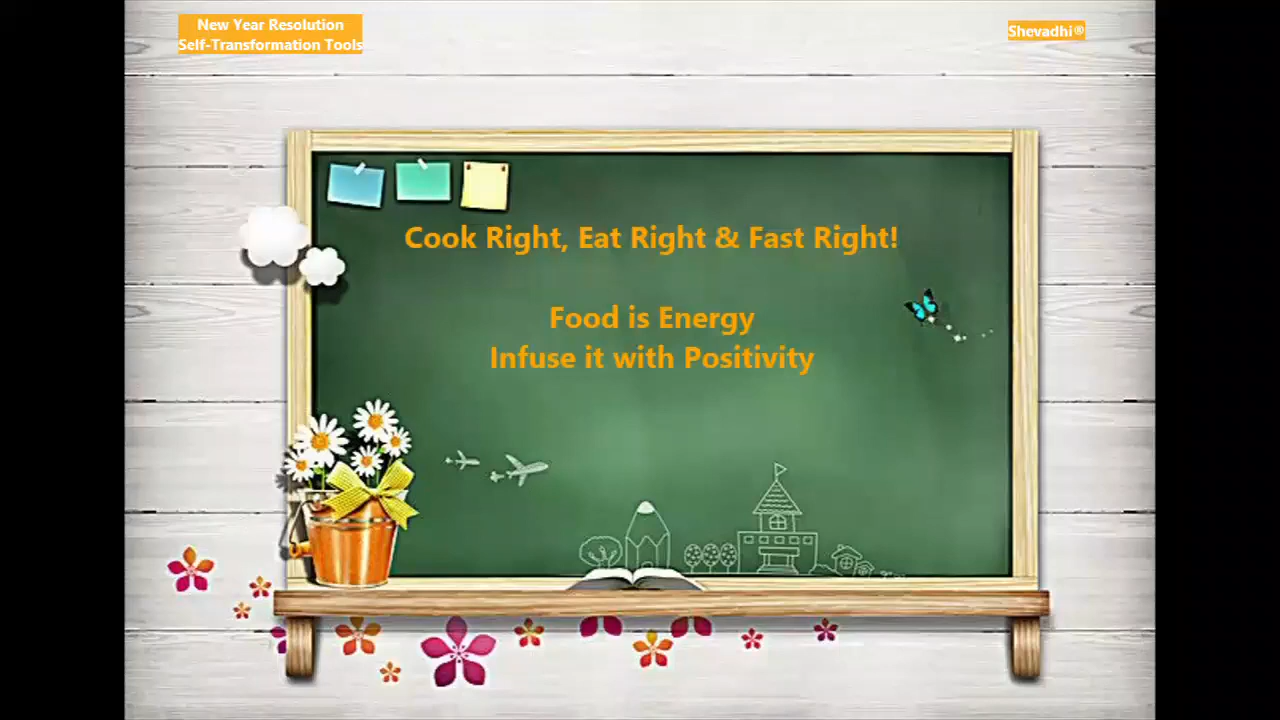 New Year Resolution
Self-Transformation Tools
Shevadhi®
Cook Right, Eat Right & Fast Right!
Food is Energy
Infuse it with Positivity